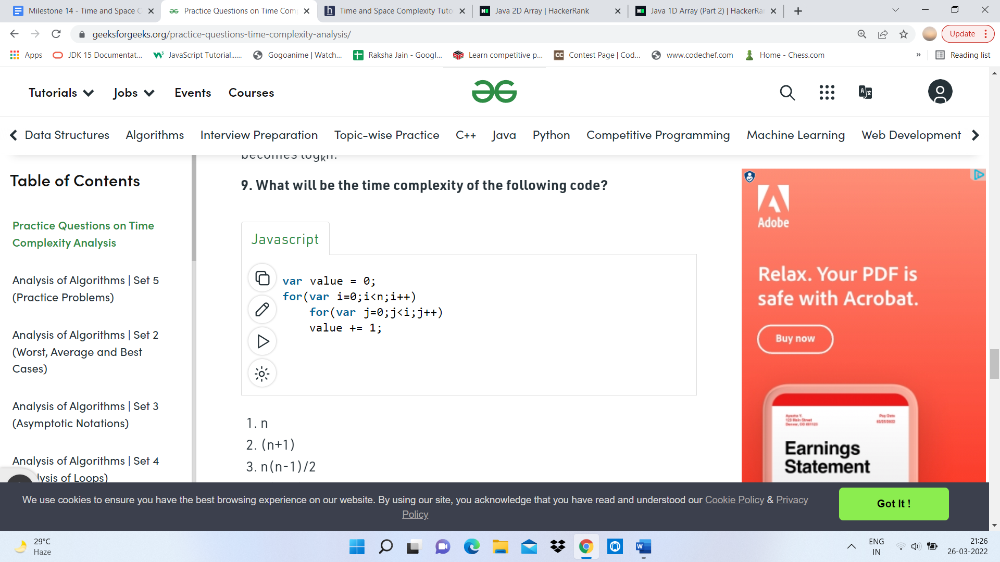 Milestone 14 - Time and Space C
Practice Questions on Time Com
Time and Space Complexity Tuto
Java 2D Array | HackerRank
Java 1D Array (Part 2) | HackerRa
geeksforgeeks.org/practice-questions-time-complexity-analysis/
Update
Apps
JDK 15 Documentat...
JavaScript Tutorial......
Gogoanime | Watch...
Raksha Jain - Googl...
Learn competitive p...
Contest Page | Cod...
www.codechef.com
Home - Chess.com
»
Reading list
Tutorials
Jobs
Events
Courses
Data Structures
Algorithms
Interview Preparation
Topic-wise Practice
C++
Java
Python
Competitive Programming
Machine Learning
Web Development
becomes logkn.
Table of Contents
Practice Questions on Time
Complexity Analysis
Analysis of Algorithms | Set 5
(Practice Problems)
Analysis of Algorithms | Set 2
(Worst, Average and Best
Cases)
Analysis of Algorithms | Set 3
(Asymptotic Notations)
Analysis of Algorithms | Set 4
lysis of Loops)
9. What will be the time complexity of the following code?
Javascript
var value = 0;
for(var i=0;i<n;i++)
for(var j=0;j<i;j++)
value += 1;
1. n
2. (n+1)
3. n(n-1)/2
Adobe
Relax. Your PDF is
safe with Acrobat.
Buy now
Pay Date
02/25/2022
123 Main Street
Earnings
Statement
We use cookies to ensure you have the best browsing experience on our website. By using our site, you acknowledge that you have read and understood our Cookie Policy & Privacy
Policy
Got It !
29°C
Haze
ENG
IN
21:26
26-03-2022